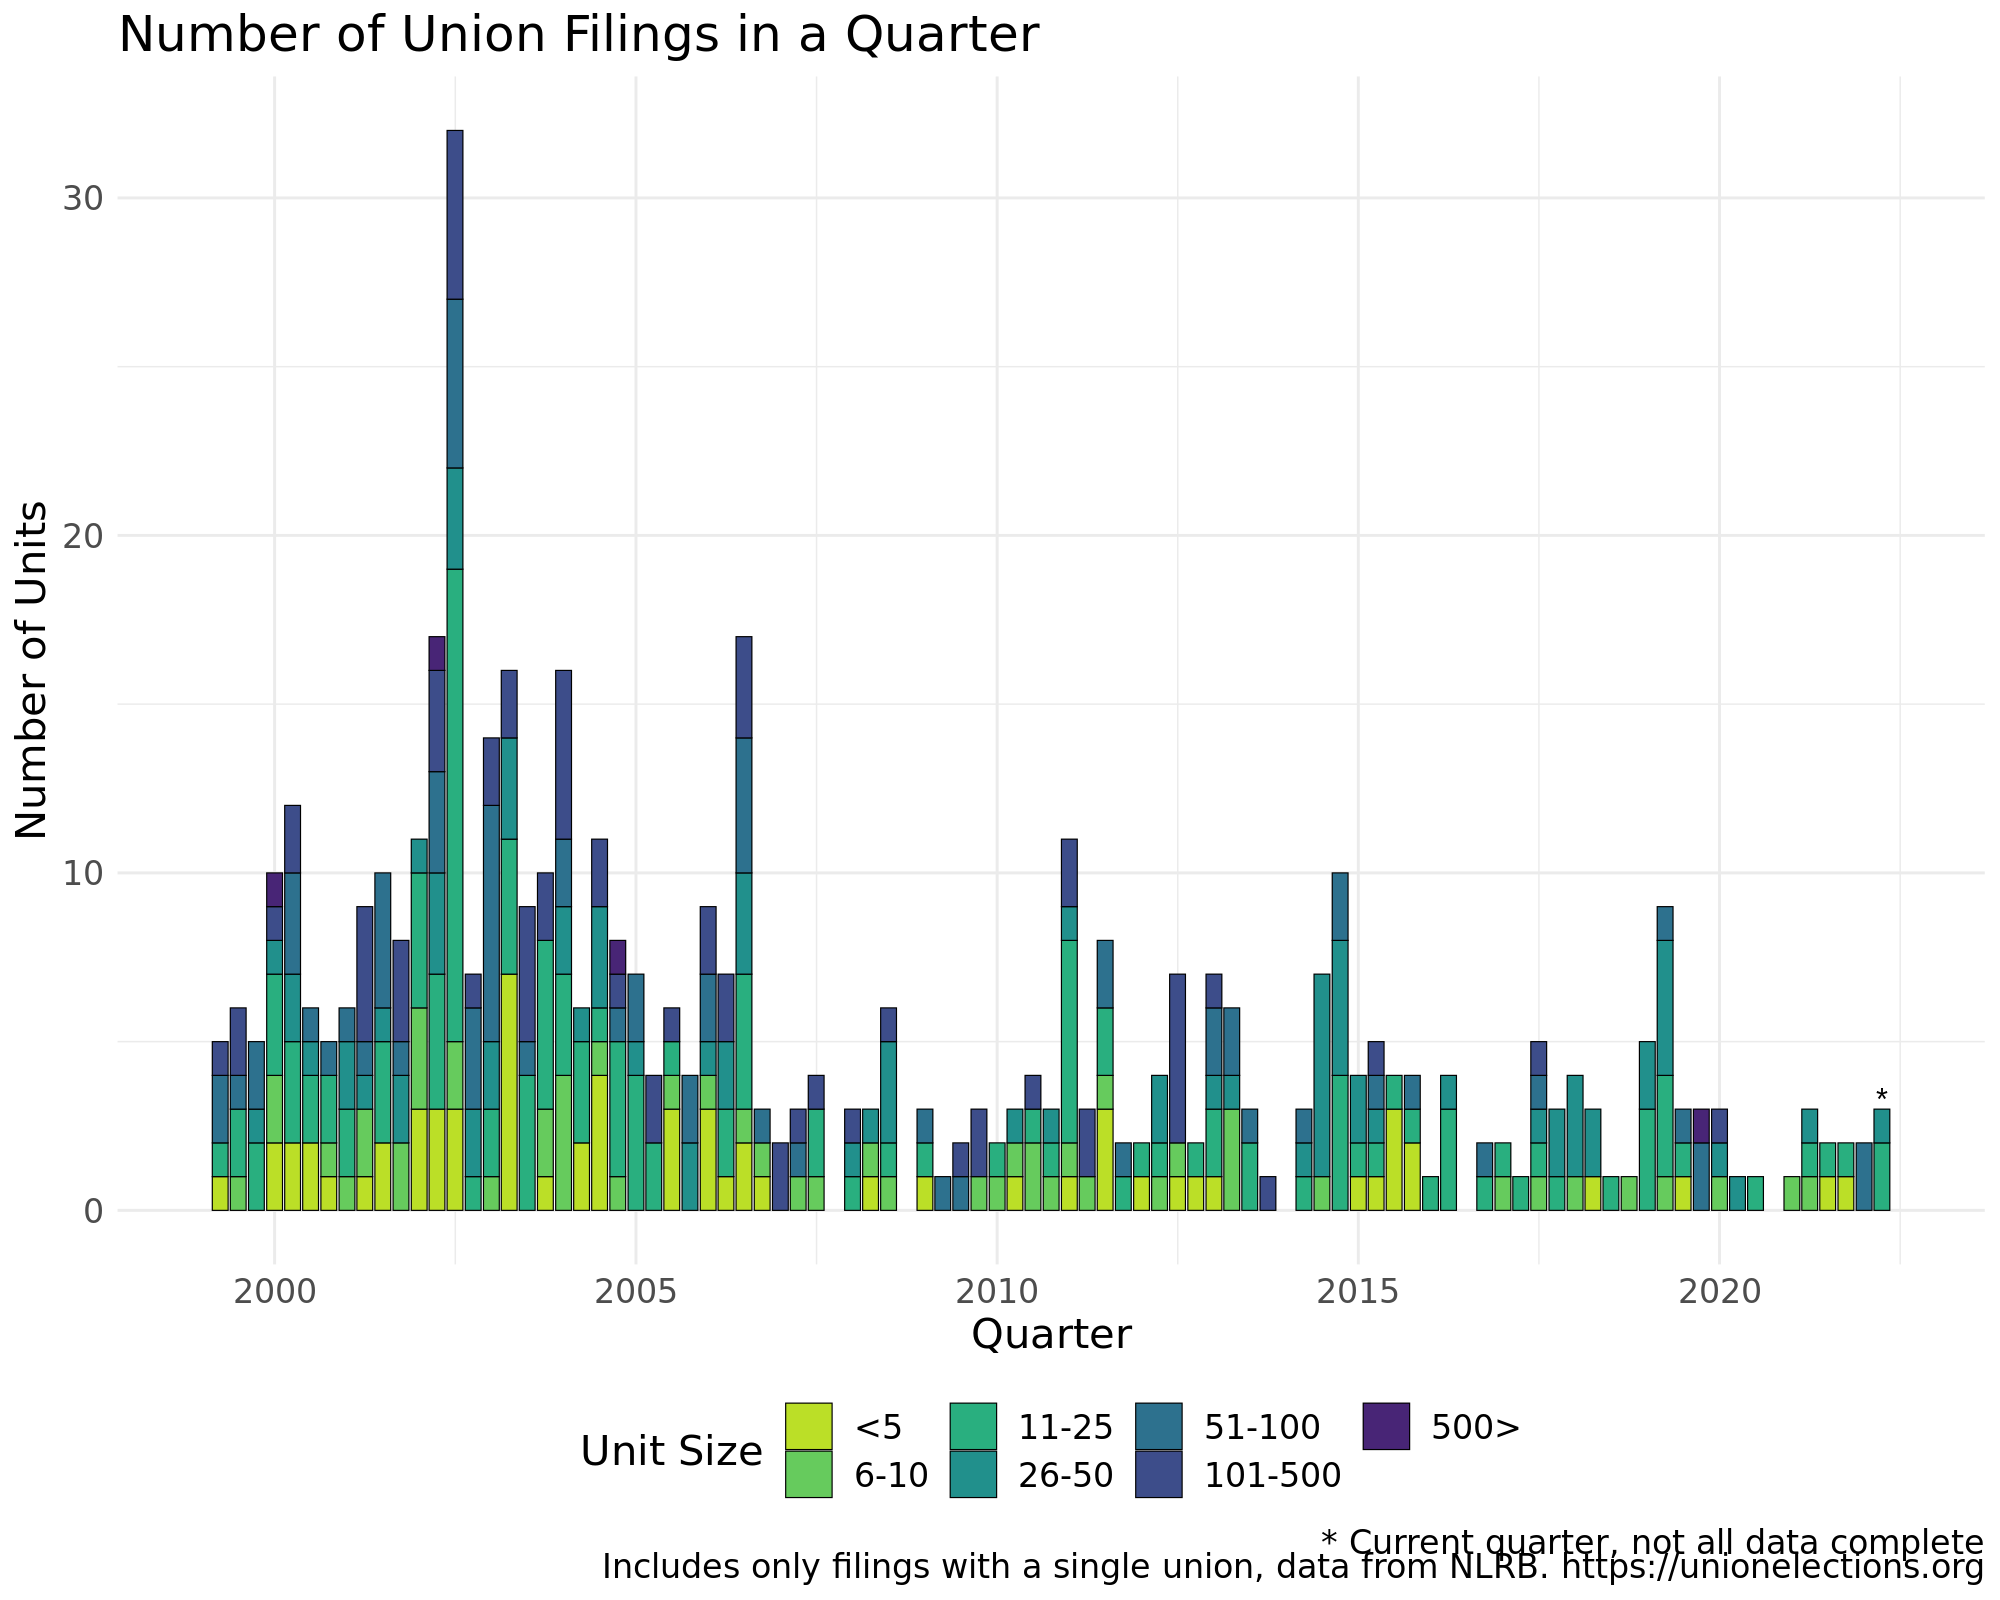 Number of Union Filings in a Quarter
Number of Units
30
20
10
0
*
2000 2005 2010 2015 2020
Quarter
Unit Size
<5 11-25 51-100 500>
6-10 26-50 101-500
* Current quarter, not all data complete
Includes only filings with a single union, data from NLRB. https://unionelections.org